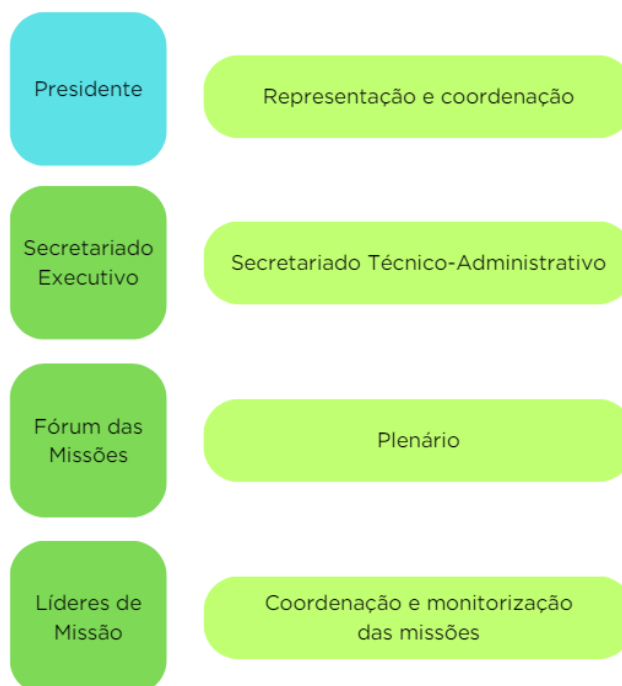 Presidente
Representação e coordenação
Secretariado
Executivo
Secretariado Técnico-Administrativo
Fórum das
Missões
Plenário
Líderes de
Missão
Coordenação e monitorização
das missões